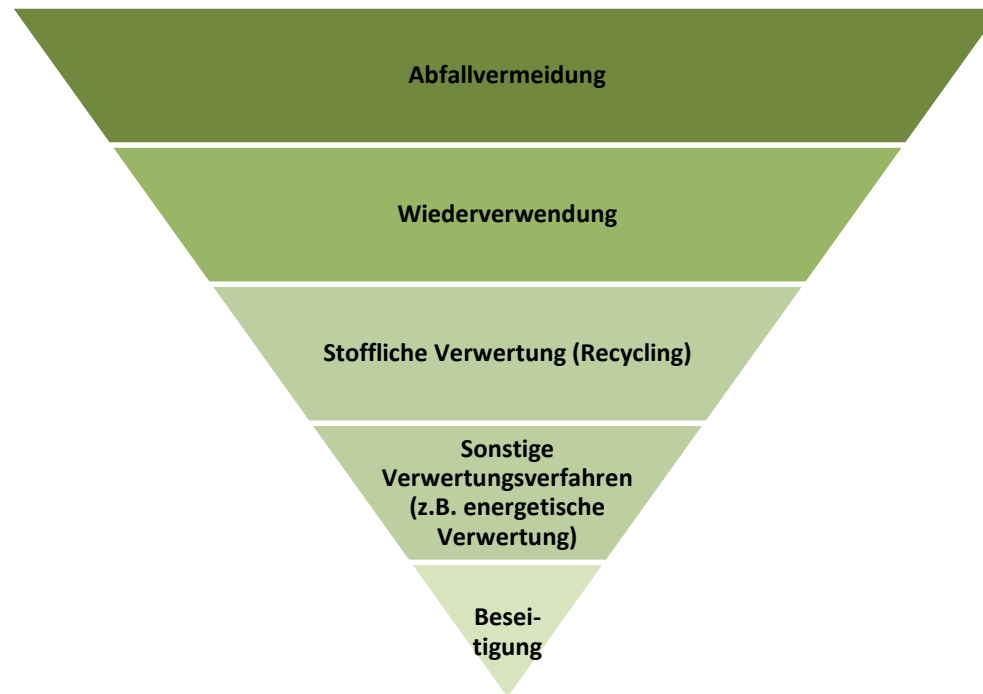 Abfallvermeidung
Wiederverwendung
Stoffliche Verwertung (Recycling)
Sonstige
Verwertungsverfahren
(z.B. energetische
Verwertung)
Besei-
tigung